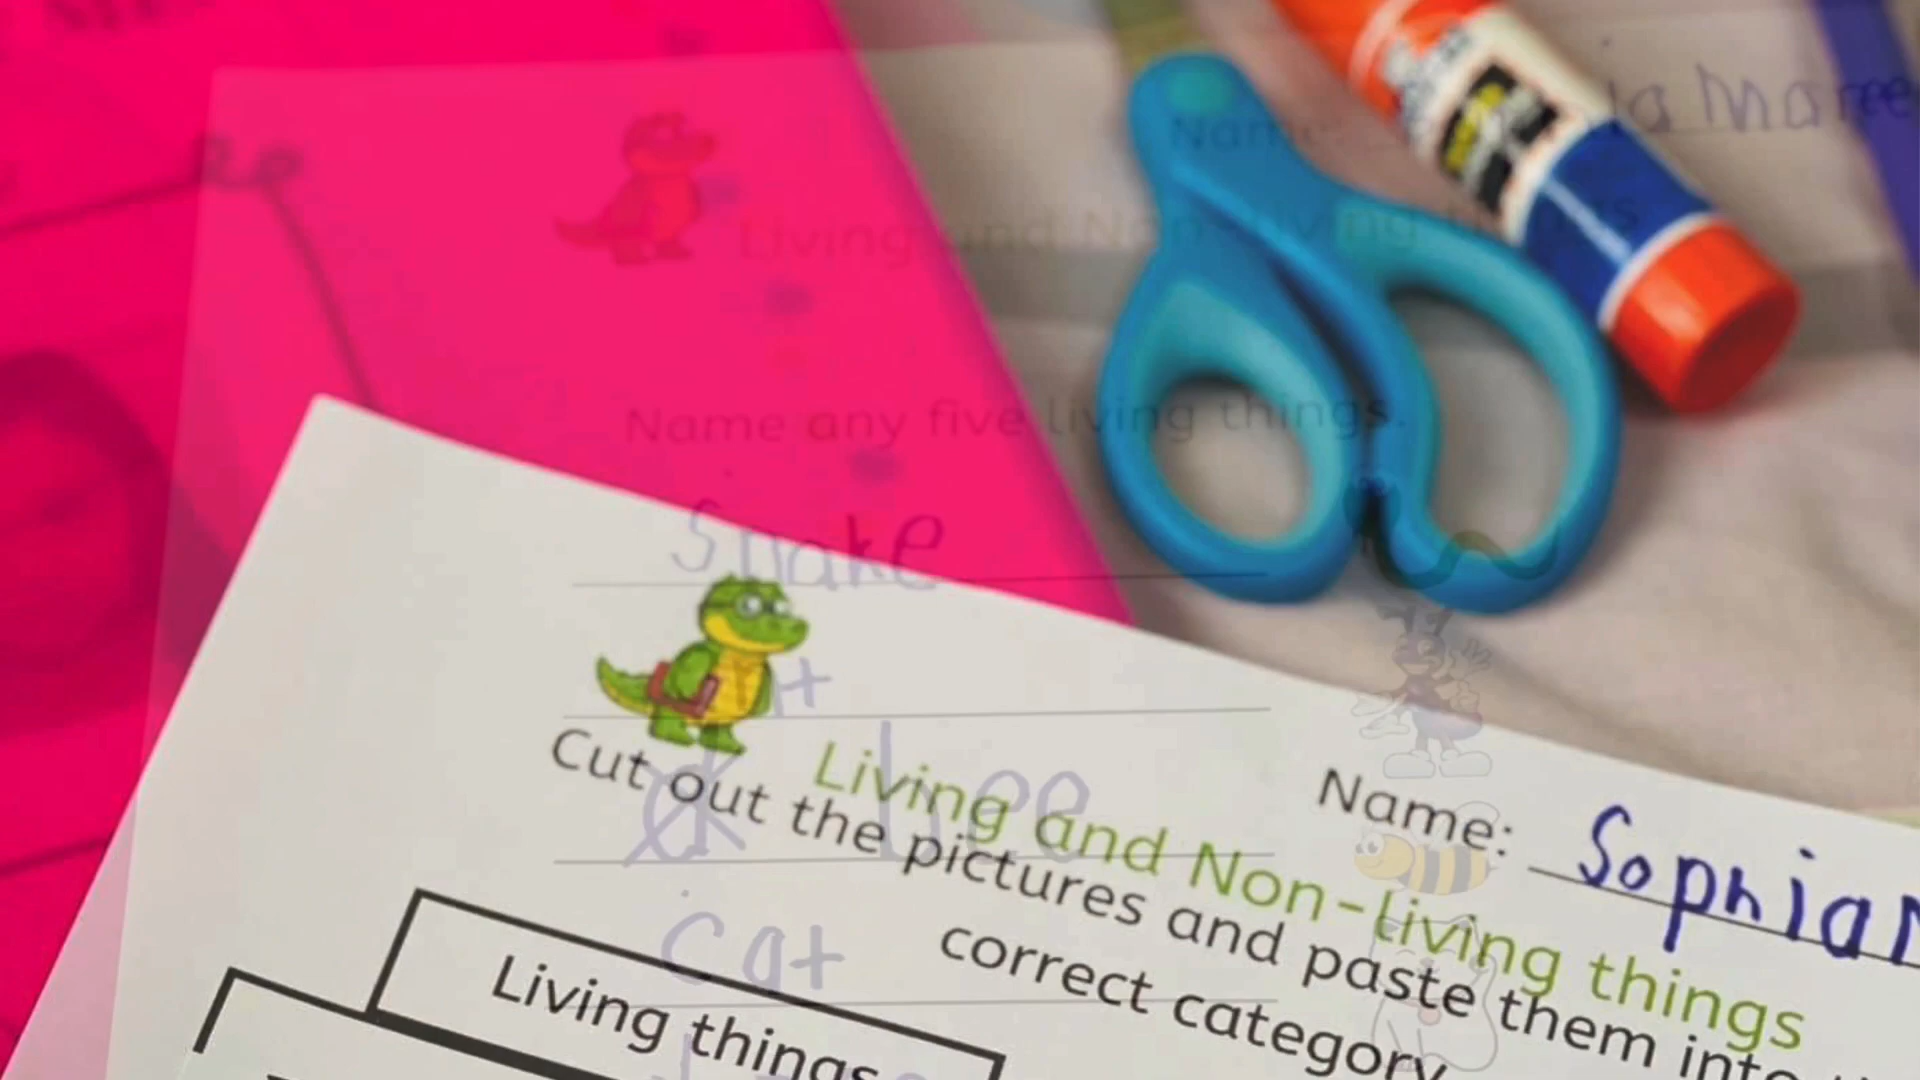 Name:
Living and Non-living things
Name any five living things.
Snake
bee
cat
Name: Sophia
Living and Non-living things
Cut out the pictures and paste them into
correct category
Living things